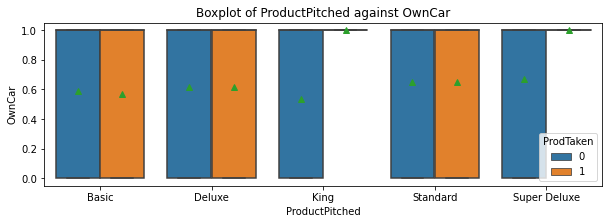 Boxplot of ProductPitched against OwnCar
OwnCar
1.0
0.8
0.6
0.4
0.2
0.0
ProdTaken
0
1
Basic
Deluxe
King
Standard
Super Deluxe
ProductPitched